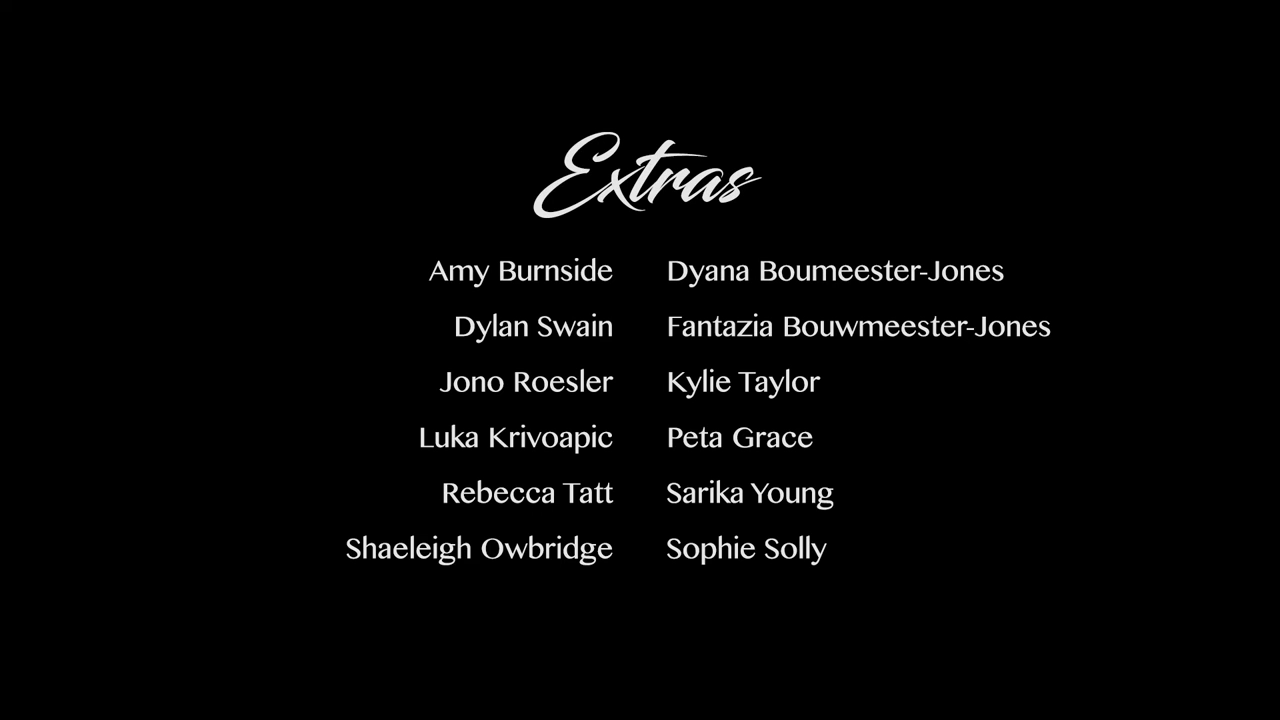 Extras
Amy Burnside Dyana Boumeester-Jones
Dylan Swain Fantazia Bouwmeester-Jones
Jono Roesler Kylie Taylor
Luka Krivoapic Peta Grace
Rebecca Tatt Sarika Young
Shaeleigh Owbridge Sophie Solly